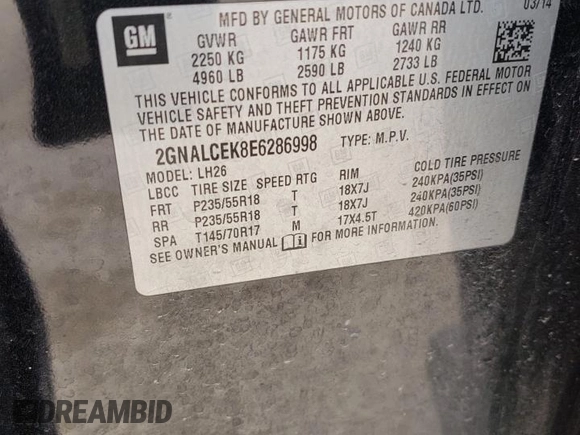 MFD BY GENERAL MOTORS OF CANADA LTD.
03/14
GM
GVWR GAWR FRT GAWR RR
2250 KG 1175 KG 1240 KG
4960 LB 2590 LB 2733 LB
THIS VEHICLE CONFORMS TO ALL APPLICABLE U.S. FEDERAL MOTOR
VEHICLE SAFETY AND THEFT PREVENTION STANDARDS IN EFFECT ON
THE DATE OF MANUFACTURE SHOWN ABOVE.
2GNALCEK8E6286998 TYPE: M.P.V.
MODEL: LH26
LBCC TIRE SIZE SPEED RTG RIM COLD TIRE PRESSURE
FRT P235/55R18 T 18X7J 240KPA(35PSI)
RR P235/55R18 T 18X7J 240KPA(35PSI)
SPA T145/70R17 M 17X4.5T 420KPA(60PSI)
SEE OWNER'S MANUAL FOR MORE INFORMATION.
DREAMBID